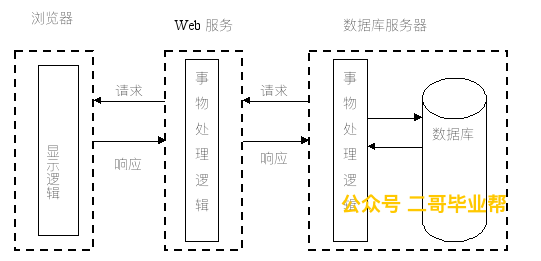 浏览器
Web 服务
数据库服务器
请求
响应
显示逻辑
事物处理逻辑
请求
响应
事物处理逻辑
数据库
公众号 二哥毕业帮